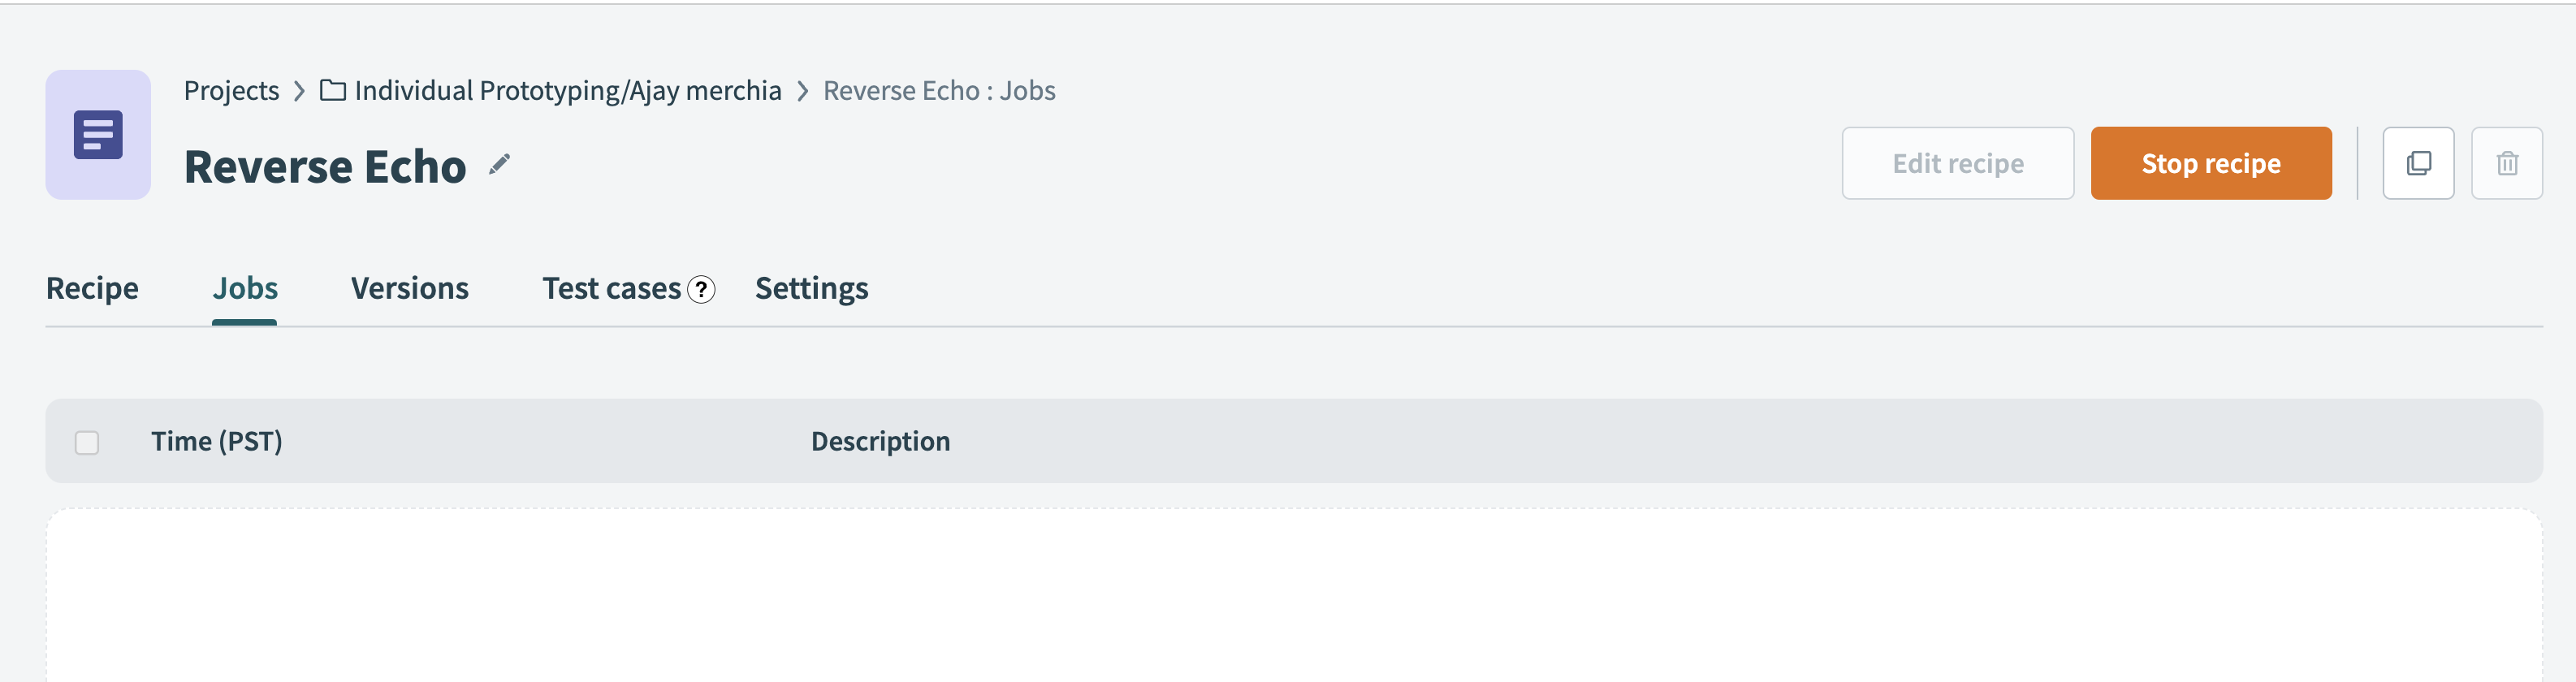 Projects > Individual Prototyping/Ajay merchia > Reverse Echo : Jobs
Reverse Echo
Edit recipe
Stop recipe
Recipe Jobs Versions Test cases ? Settings
Time (PST) Description